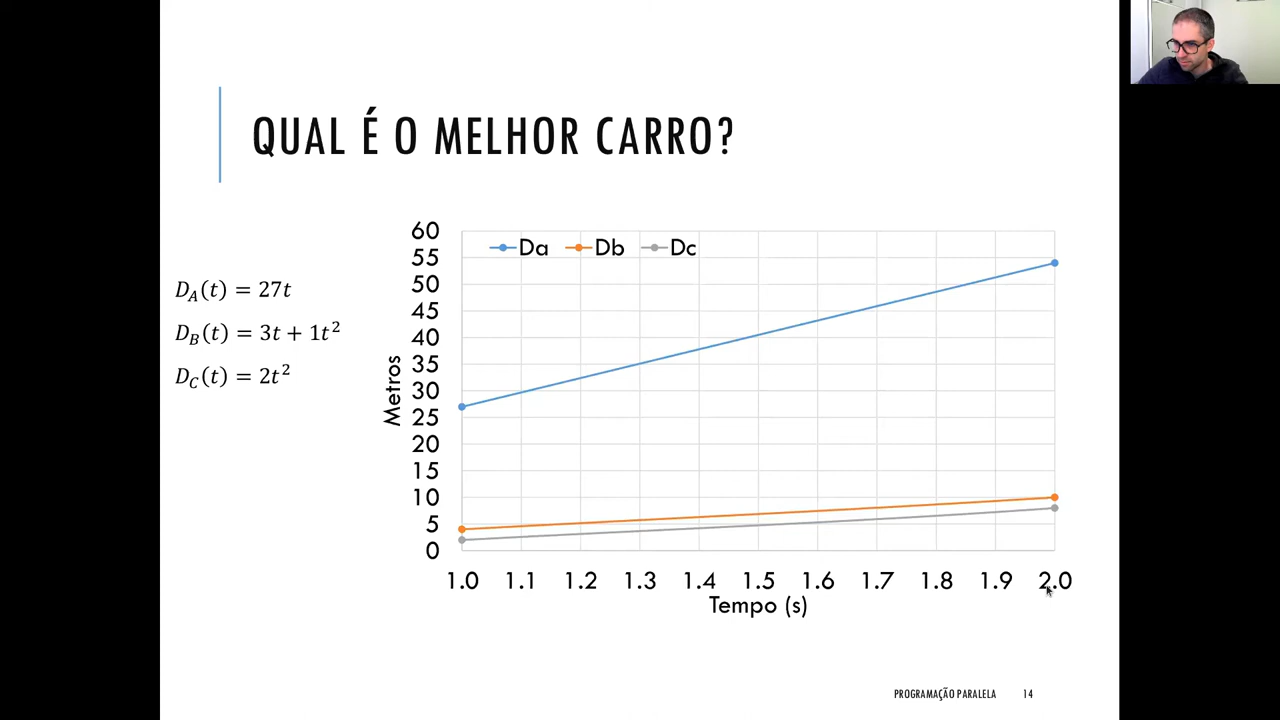 QUAL É O MELHOR CARRO?
D_A(t) = 27t
D_B(t) = 3t + 1t²
D_C(t) = 2t²
Da Db Dc
60
55
50
45
40
35
30
25
20
15
10
5
0
Metros
1.0 1.1 1.2 1.3 1.4 1.5 1.6 1.7 1.8 1.9 2.0
Tempo (s)
PROGRAMAÇÃO PARALELA 14